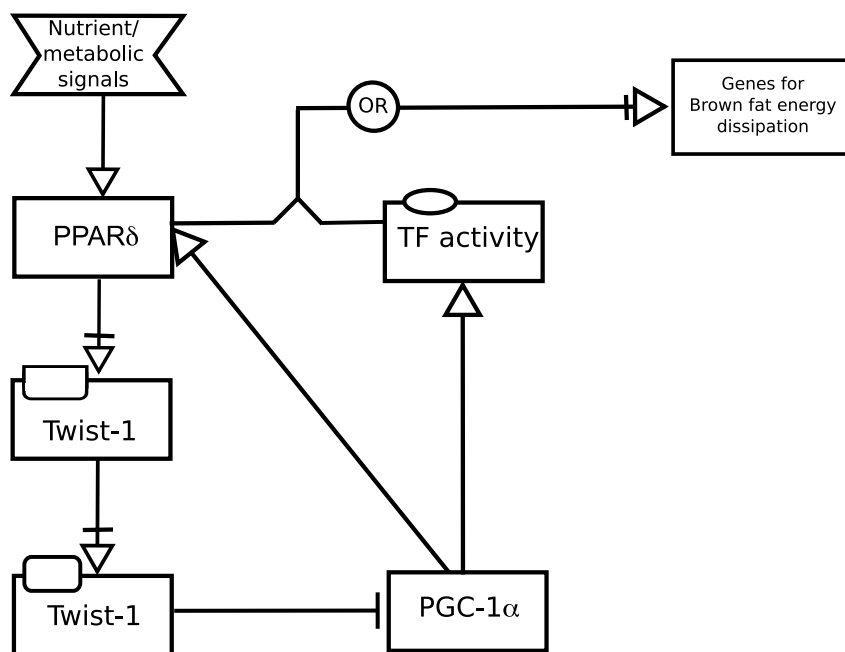 Nutrient/
metabolic
signals
OR
Genes for
Brown fat energy
dissipation
PPARδ
TF activity
Twist-1
Twist-1
PGC-1α